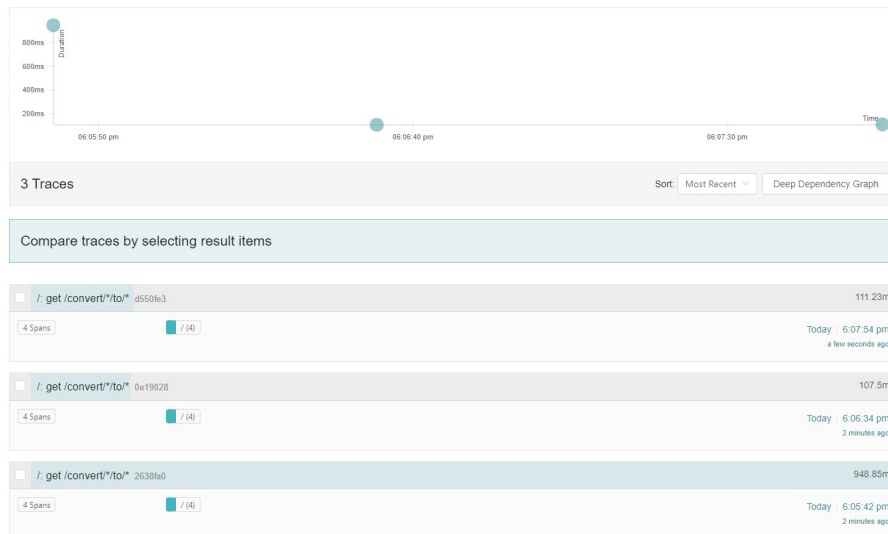 Duration
800ms
600ms
400ms
200ms
Time
06:05:50 pm 06:06:40 pm 06:07:30 pm
3 Traces Sort: Most Recent Deep Dependency Graph
Compare traces by selecting result items
/: get /convert/*/to/* d550fe3 111.23m
4 Spans / (4) Today 6:07:54 pm
a few seconds ago
/: get /convert/*/to/* 0e19028 107.5m
4 Spans / (4) Today 6:06:34 pm
2 minutes ago
/: get /convert/*/to/* 2638fa0 948.85m
4 Spans / (4) Today 6:05:42 pm
2 minutes ago